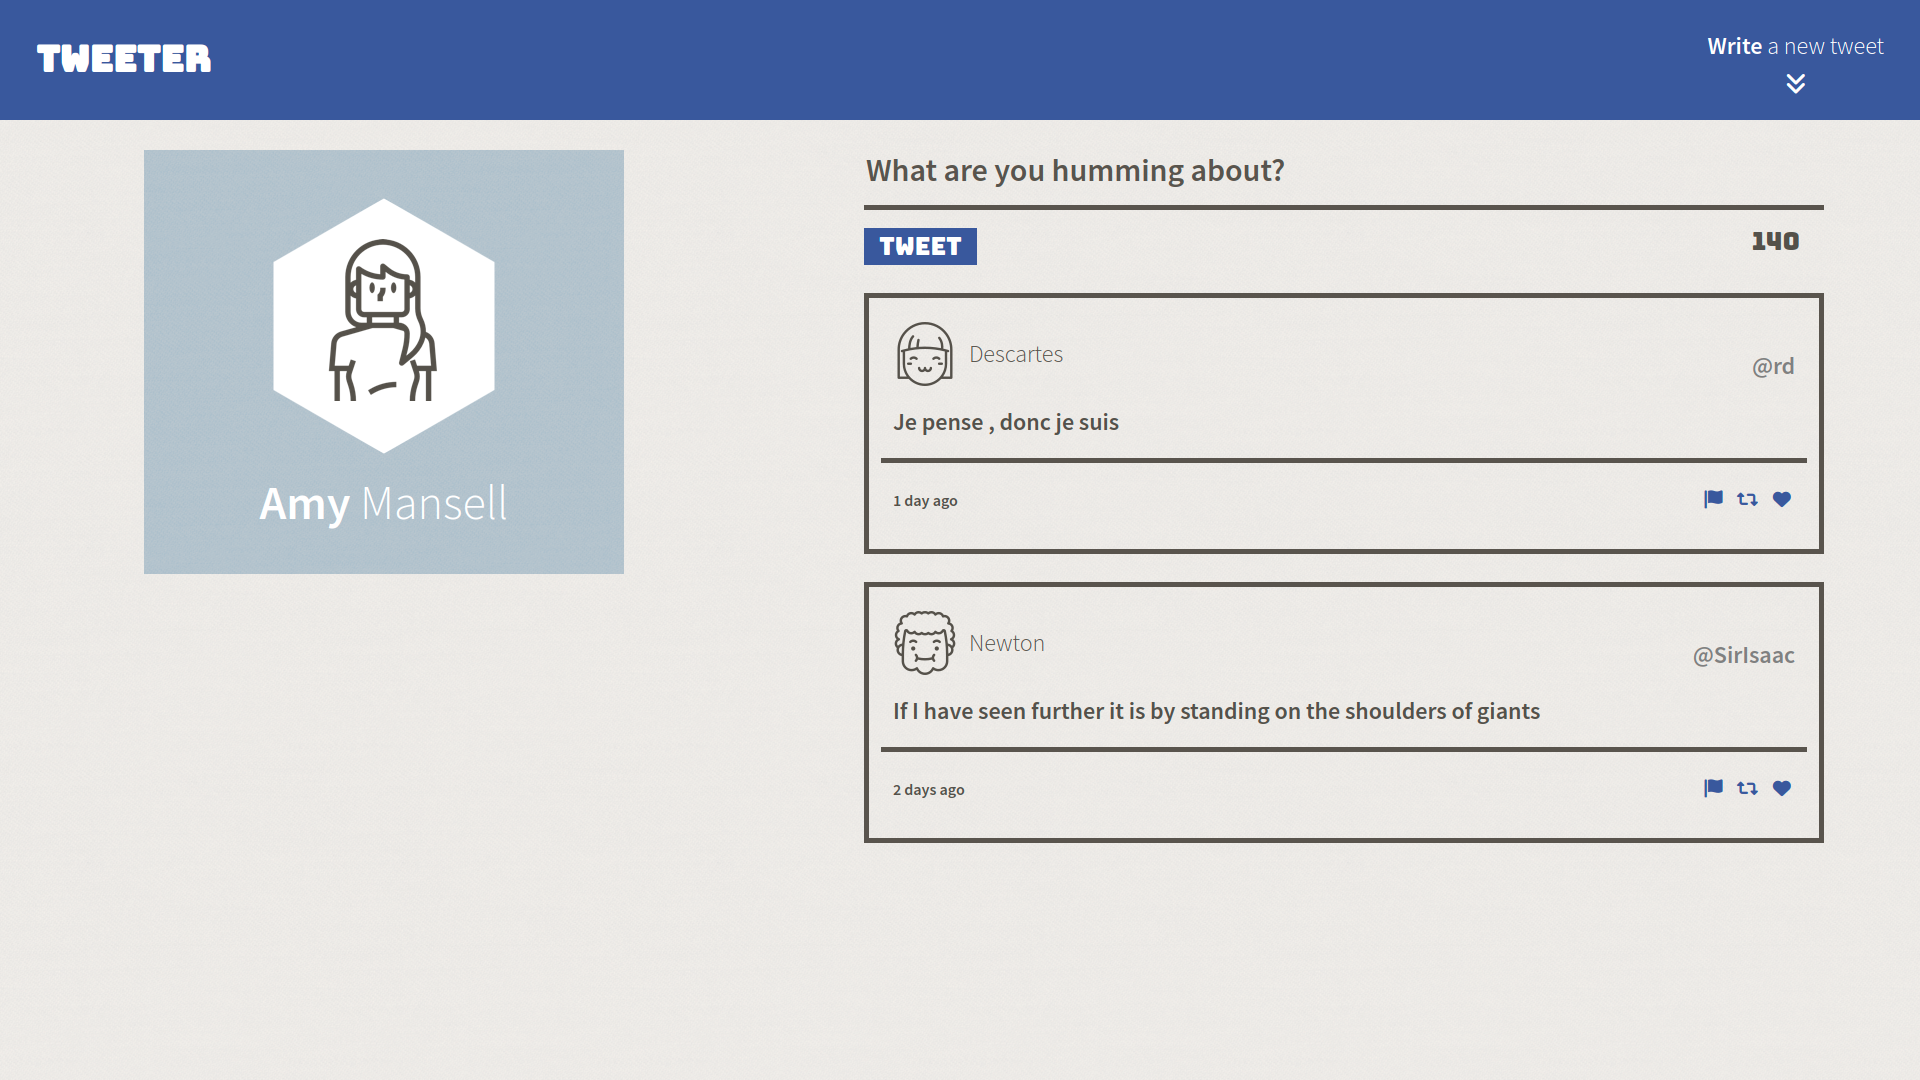 TWEETER
Write a new tweet
Amy Mansell
What are you humming about?
TWEET
140
Descartes
@rd
Je pense , donc je suis
1 day ago
Newton
@SirIsaac
If I have seen further it is by standing on the shoulders of giants
2 days ago